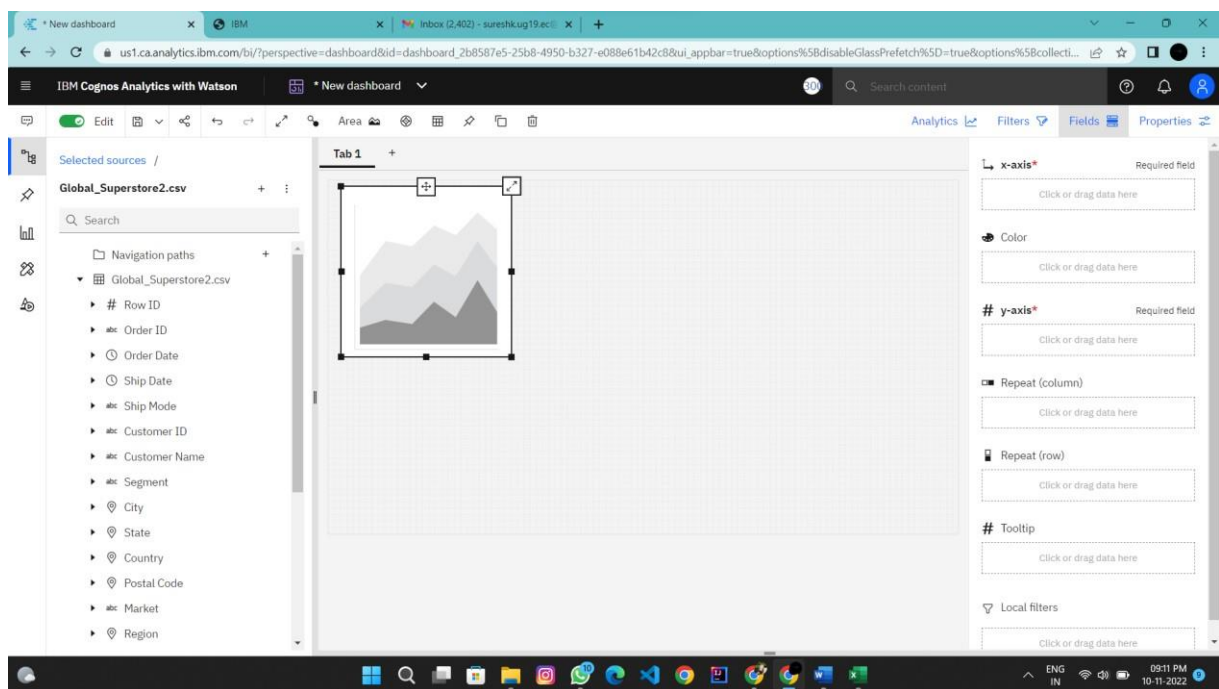 * New dashboard
IBM
Inbox (2,402) - sureshk.ug19.ec@
us1.ca.analytics.ibm.com/bi/?perspective=dashboard&id=dashboard_2b8587e5-25b8-4950-b327-e088e61b42c8&ui_appbar=true&options%5BdisableGlassPrefetch%5D=true&options%5Bcollecti...
IBM Cognos Analytics with Watson
* New dashboard
Search content
Edit
Area
Analytics
Filters
Fields
Properties
Selected sources /
Tab 1 +
Global_Superstore2.csv
Search
Navigation paths
Global_Superstore2.csv
# Row ID
abc Order ID
Order Date
Ship Date
abc Ship Mode
abc Customer ID
abc Customer Name
abc Segment
City
State
Country
Postal Code
abc Market
Region
x-axis* Required field
Click or drag data here
Color
Click or drag data here
# y-axis* Required field
Click or drag data here
Repeat (column)
Click or drag data here
Repeat (row)
Click or drag data here
# Tooltip
Click or drag data here
Local filters
Click or drag data here
ENG
IN
09:11 PM
10-11-2022